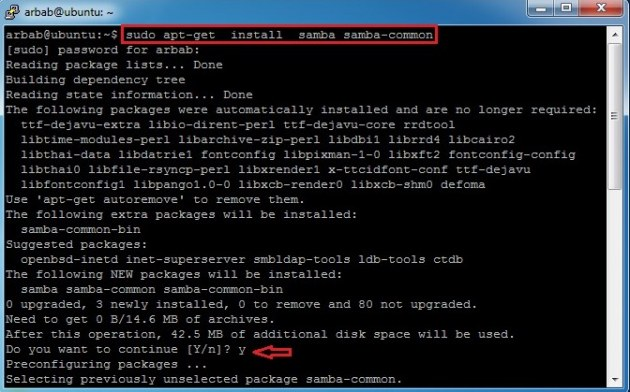 arbab@ubuntu: ~
arbab@ubuntu:~$ sudo apt-get  install  samba samba-common
[sudo] password for arbab:
Reading package lists... Done
Building dependency tree
Reading state information... Done
The following packages were automatically installed and are no longer required:
  ttf-dejavu-extra libio-dirent-perl ttf-dejavu-core rrdtool
  libtime-modules-perl libarchive-zip-perl libdbi1 librrd4 libcairo2
  libthai-data libdatrie1 fontconfig libpixman-1-0 libxft2 fontconfig-config
  libthai0 libfile-rsyncp-perl libxrender1 x-ttcidfont-conf ttf-dejavu
  libfontconfig1 libpango1.0-0 libxcb-render0 libxcb-shm0 defoma
Use 'apt-get autoremove' to remove them.
The following extra packages will be installed:
  samba-common-bin
Suggested packages:
  openbsd-inetd inet-superserver smbldap-tools ldb-tools ctdb
The following NEW packages will be installed:
  samba samba-common samba-common-bin
0 upgraded, 3 newly installed, 0 to remove and 80 not upgraded.
Need to get 0 B/14.6 MB of archives.
After this operation, 42.5 MB of additional disk space will be used.
Do you want to continue [Y/n]? y
Preconfiguring packages ...
Selecting previously unselected package samba-common.